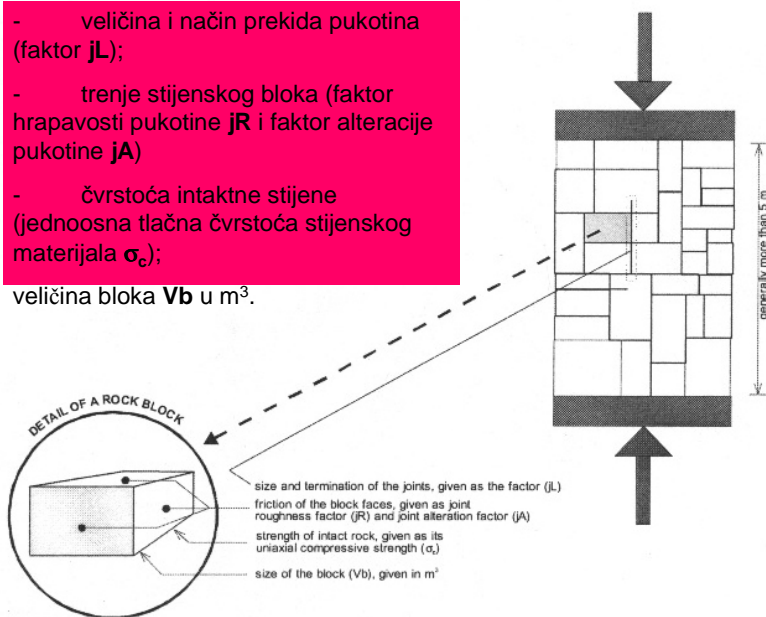 - veličina i način prekida pukotina
(faktor jL);
- trenje stijenskog bloka (faktor
hrapavosti pukotine jR i faktor alteracije
pukotine jA)
- čvrstoća intaktne stijene
(jednoosna tlačna čvrstoća stijenskog
materijala σc);
veličina bloka Vb u m³.
generally more than 5 m
DETAIL OF A ROCK BLOCK
size and termination of the joints, given as the factor (jL)
friction of the block faces, given as joint
roughness factor (jR) and joint alteration factor (jA)
strength of intact rock, given as its
uniaxial compressive strength (σc)
size of the block (Vb), given in m³